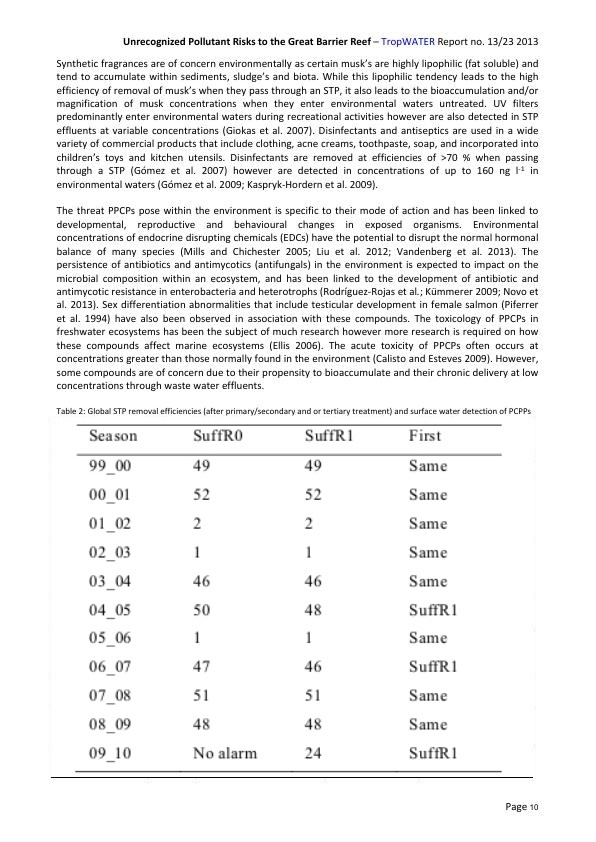 Unrecognized Pollutant Risks to the Great Barrier Reef – TropWATER Report no. 13/23 2013
Synthetic fragrances are of concern environmentally as certain musk's are highly lipophilic (fat soluble) and
tend to accumulate within sediments, sludge's and biota. While this lipophilic tendency leads to the high
efficiency of removal of musk's when they pass through an STP, it also leads to the bioaccumulation and/or
magnification of musk concentrations when they enter environmental waters untreated. UV filters
predominantly enter environmental waters during recreational activities however are also detected in STP
effluents at variable concentrations (Giokas et al. 2007). Disinfectants and antiseptics are used in a wide
variety of commercial products that include clothing, acne creams, toothpaste, soap, and incorporated into
children's toys and kitchen utensils. Disinfectants are removed at efficiencies of >70 % when passing
through a STP (Gómez et al. 2007) however are detected in concentrations of up to 160 ng l-1 in
environmental waters (Gómez et al. 2009; Kaspryk-Hordern et al. 2009).
The threat PPCPs pose within the environment is specific to their mode of action and has been linked to
developmental, reproductive and behavioural changes in exposed organisms. Environmental
concentrations of endocrine disrupting chemicals (EDCs) have the potential to disrupt the normal hormonal
balance of many species (Mills and Chichester 2005; Liu et al. 2012; Vandenberg et al. 2013). The
persistence of antibiotics and antimycotics (antifungals) in the environment is expected to impact on the
microbial composition within an ecosystem, and has been linked to the development of antibiotic and
antimycotic resistance in enterobacteria and heterotrophs (Rodríguez-Rojas et al.; Kümmerer 2009; Novo et
al. 2013). Sex differentiation abnormalities that include testicular development in female salmon (Piferrer
et al. 1994) have also been observed in association with these compounds. The toxicology of PPCPs in
freshwater ecosystems has been the subject of much research however more research is required on how
these compounds affect marine ecosystems (Ellis 2006). The acute toxicity of PPCPs often occurs at
concentrations greater than those normally found in the environment (Calisto and Esteves 2009). However,
some compounds are of concern due to their propensity to bioaccumulate and their chronic delivery at low
concentrations through waste water effluents.
Table 2: Global STP removal efficiencies (after primary/secondary and or tertiary treatment) and surface water detection of PCPPs
Season SuffR0 SuffR1 First
99_00 49 49 Same
00_01 52 52 Same
01_02 2 2 Same
02_03 1 1 Same
03_04 46 46 Same
04_05 50 48 SuffR1
05_06 1 1 Same
06_07 47 46 SuffR1
07_08 51 51 Same
08_09 48 48 Same
09_10 No alarm 24 SuffR1
Page 10